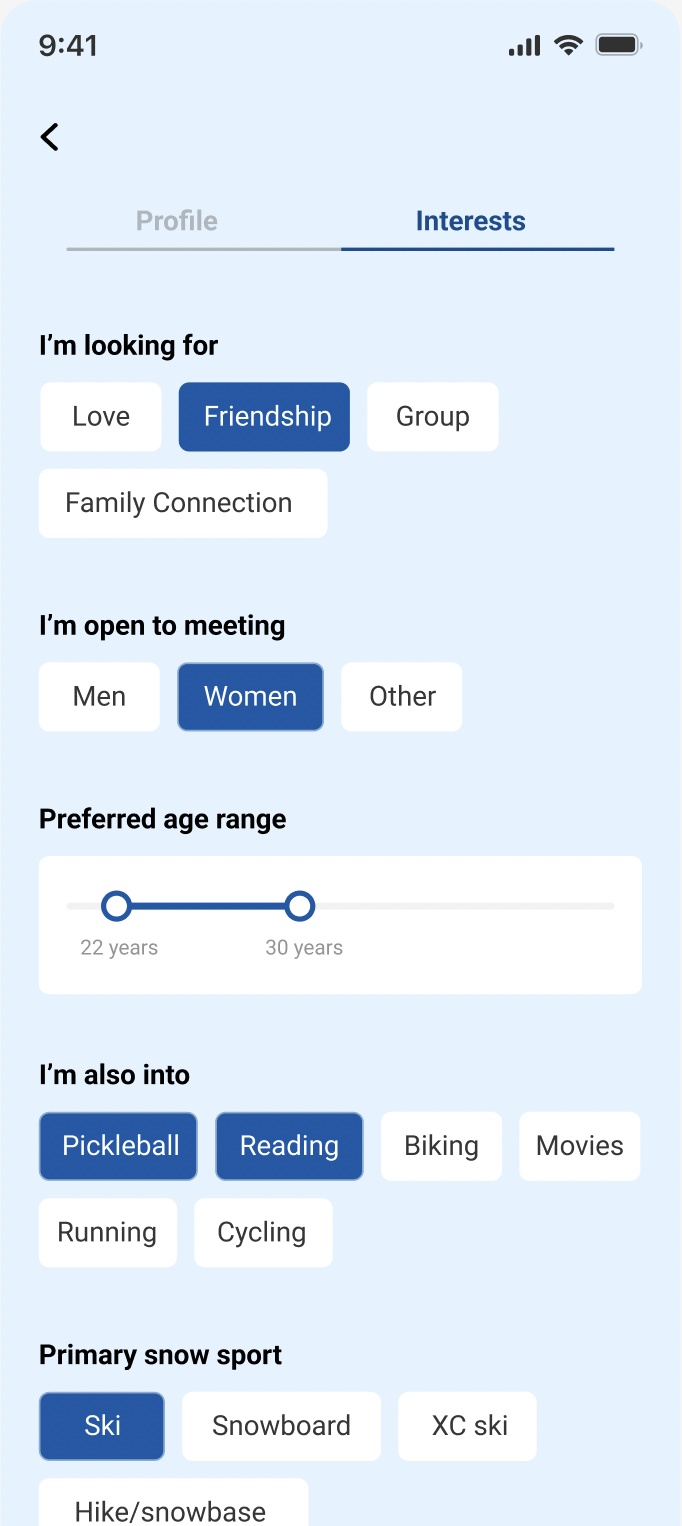 9:41
Profile Interests
I’m looking for
Love Friendship Group
Family Connection
I’m open to meeting
Men Women Other
Preferred age range
22 years 30 years
I’m also into
Pickleball Reading Biking Movies
Running Cycling
Primary snow sport
Ski Snowboard XC ski
Hike/snowbase